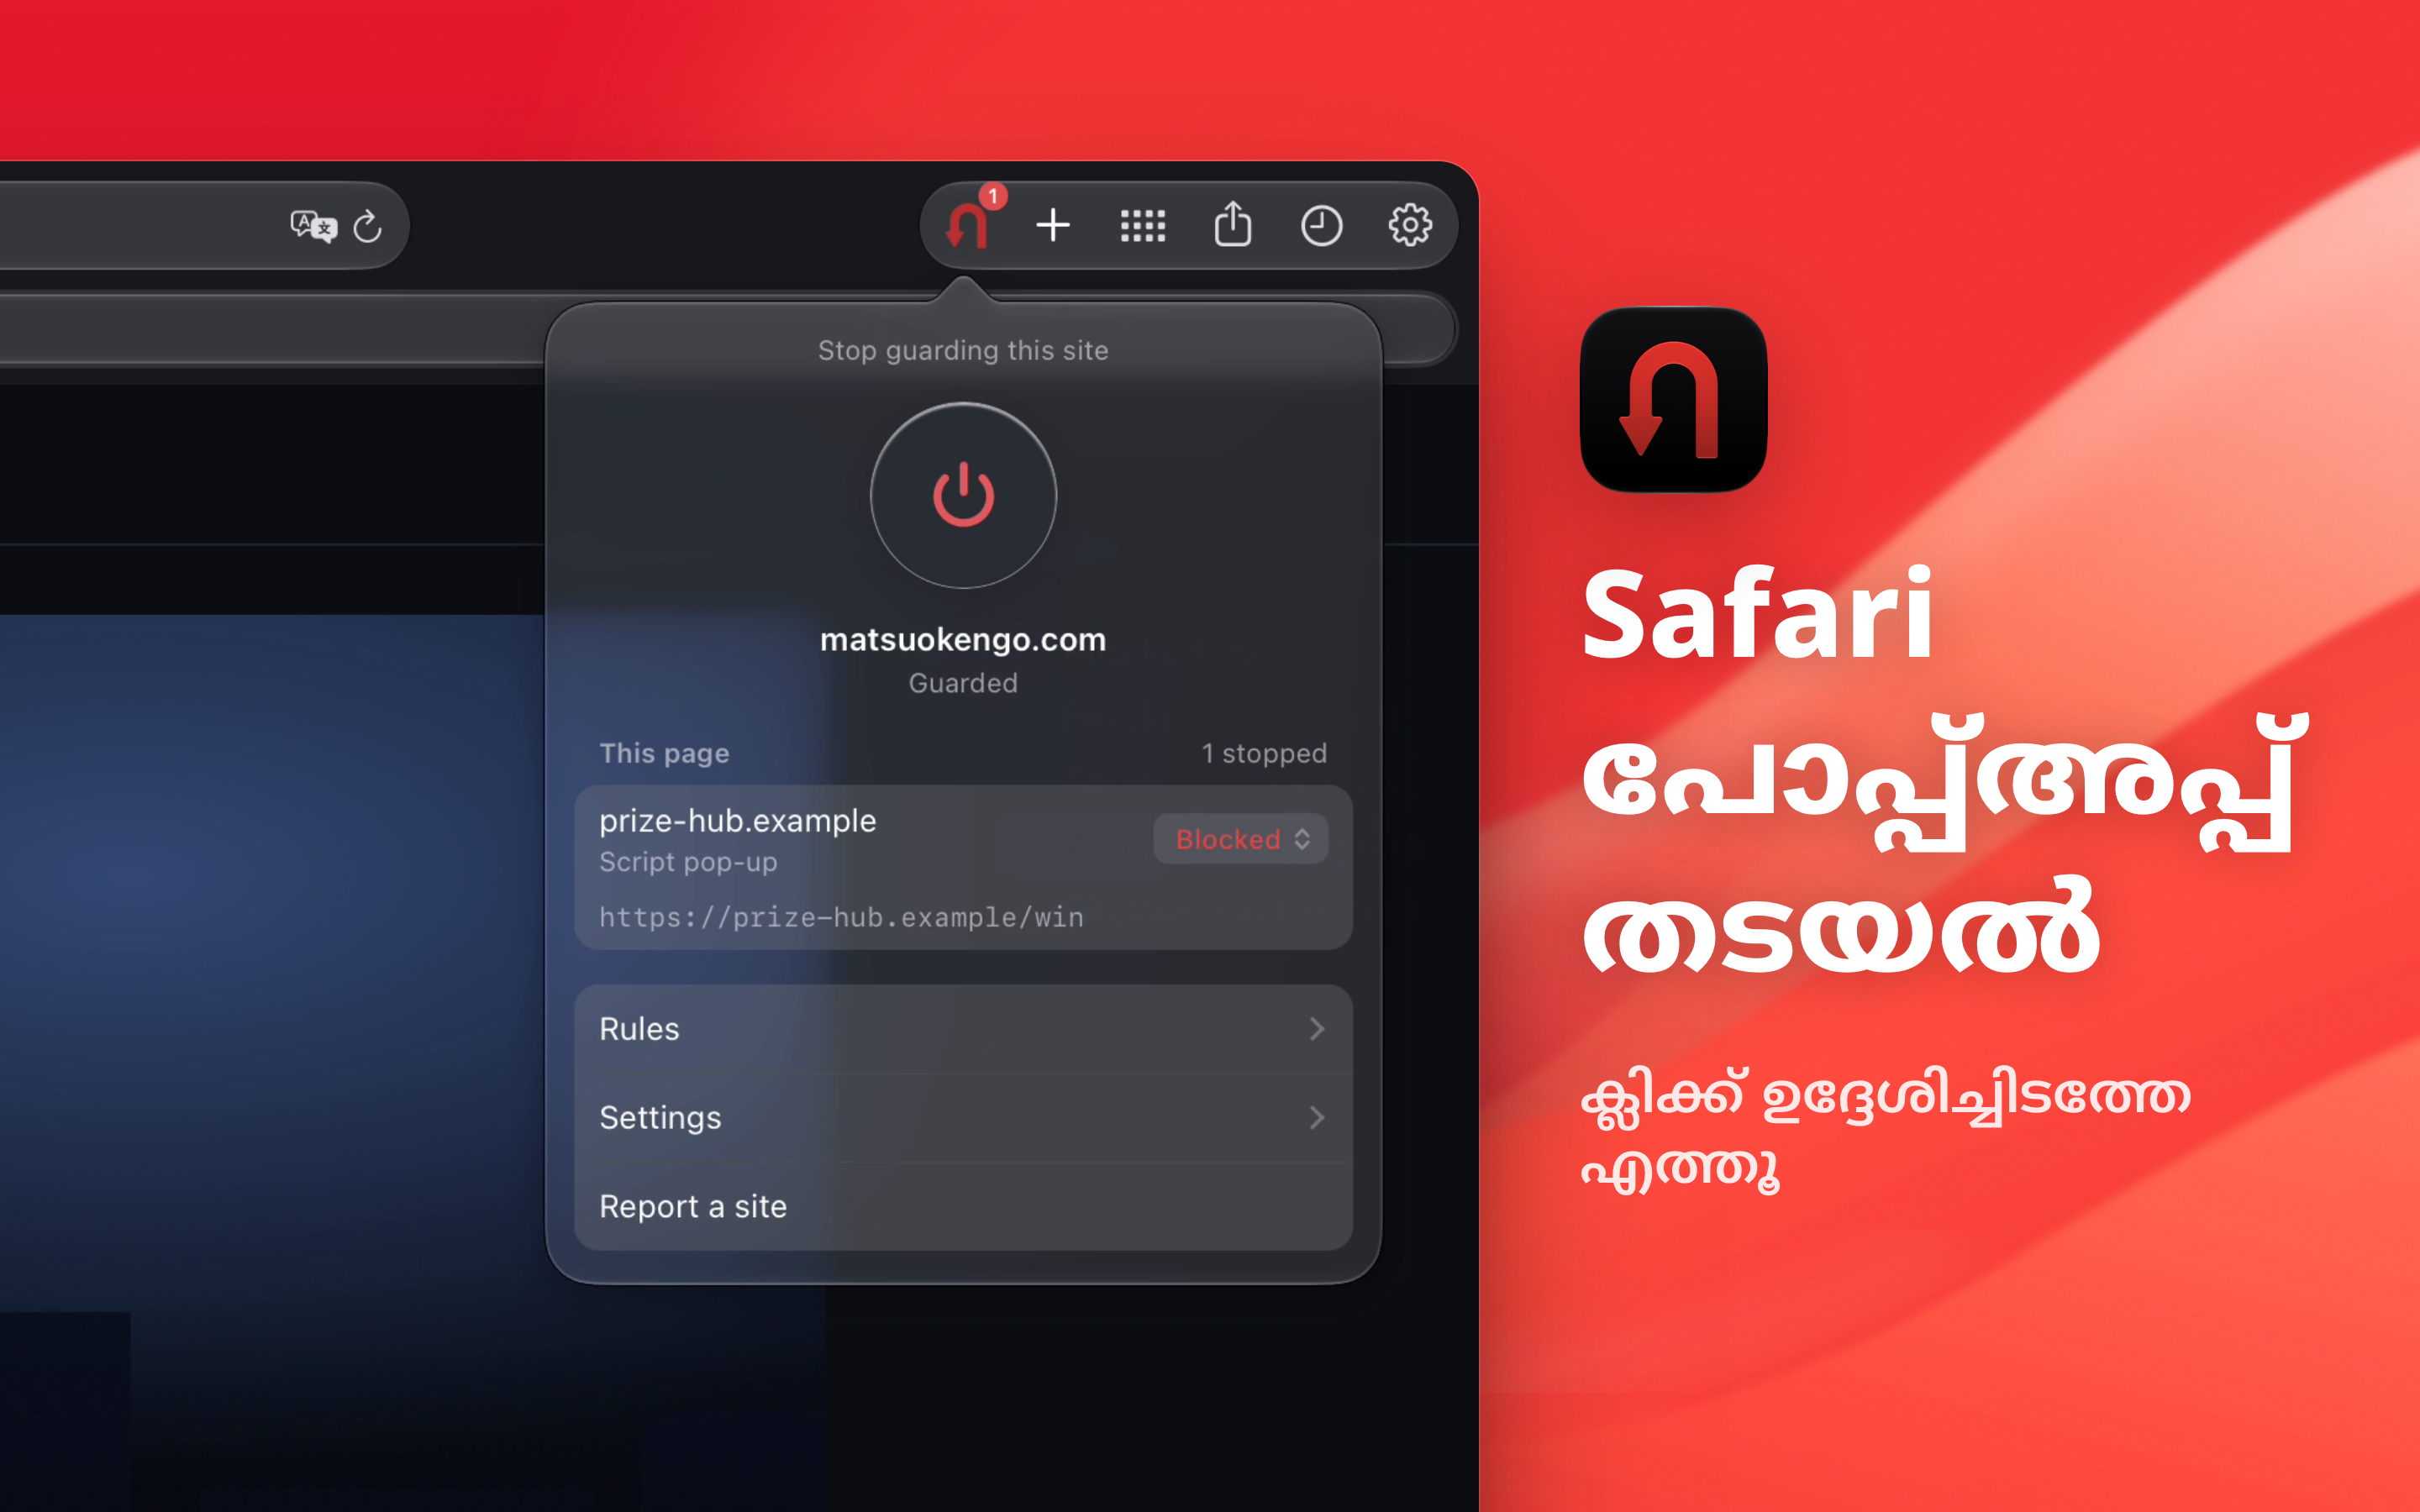 1
Stop guarding this site
matsuokengo.com
Guarded
This page
1 stopped
prize-hub.example
Blocked
Script pop-up
https://prize-hub.example/win
Rules
Settings
Report a site
Safari
പോപ്പ്അപ്പ്
തടയൽ
ക്ലിക്ക് ഉദ്ദേശിച്ചിടത്തേ
എത്തൂ